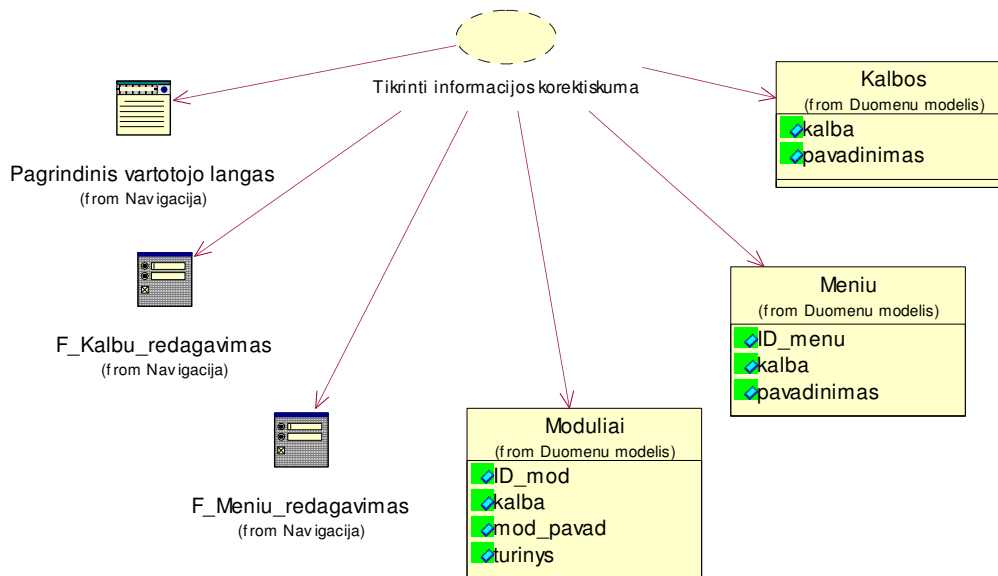 Tikrinti informacijos korektiskuma
Pagrindinis vartotojo langas
(from Navigacija)
F_Kalbu_redagavimas
(from Navigacija)
F_Meniu_redagavimas
(from Navigacija)
Moduliai
(from Duomenu modelis)
ID_mod
kalba
mod_pavad
turinys
Meniu
(from Duomenu modelis)
ID_menu
kalba
pavadinimas
Kalbos
(from Duomenu modelis)
kalba
pavadinimas